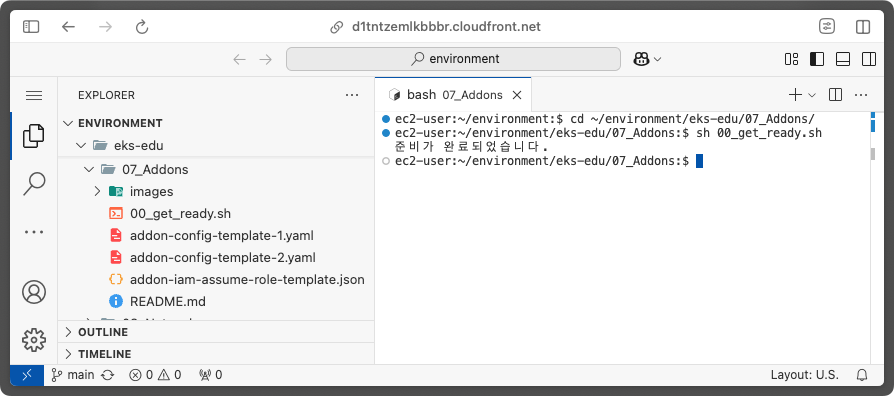 d1tntzemlkbbbr.cloudfront.net
environment
EXPLORER
ENVIRONMENT
eks-edu
07_Addons
images
00_get_ready.sh
addon-config-template-1.yaml
addon-config-template-2.yaml
addon-iam-assume-role-template.json
README.md
OUTLINE
TIMELINE
bash 07_Addons
ec2-user:~/environment:$ cd ~/environment/eks-edu/07_Addons/
ec2-user:~/environment/eks-edu/07_Addons:$ sh 00_get_ready.sh
준비가 완료되었습니다.
ec2-user:~/environment/eks-edu/07_Addons:$
main 0 0 0 Layout: U.S.